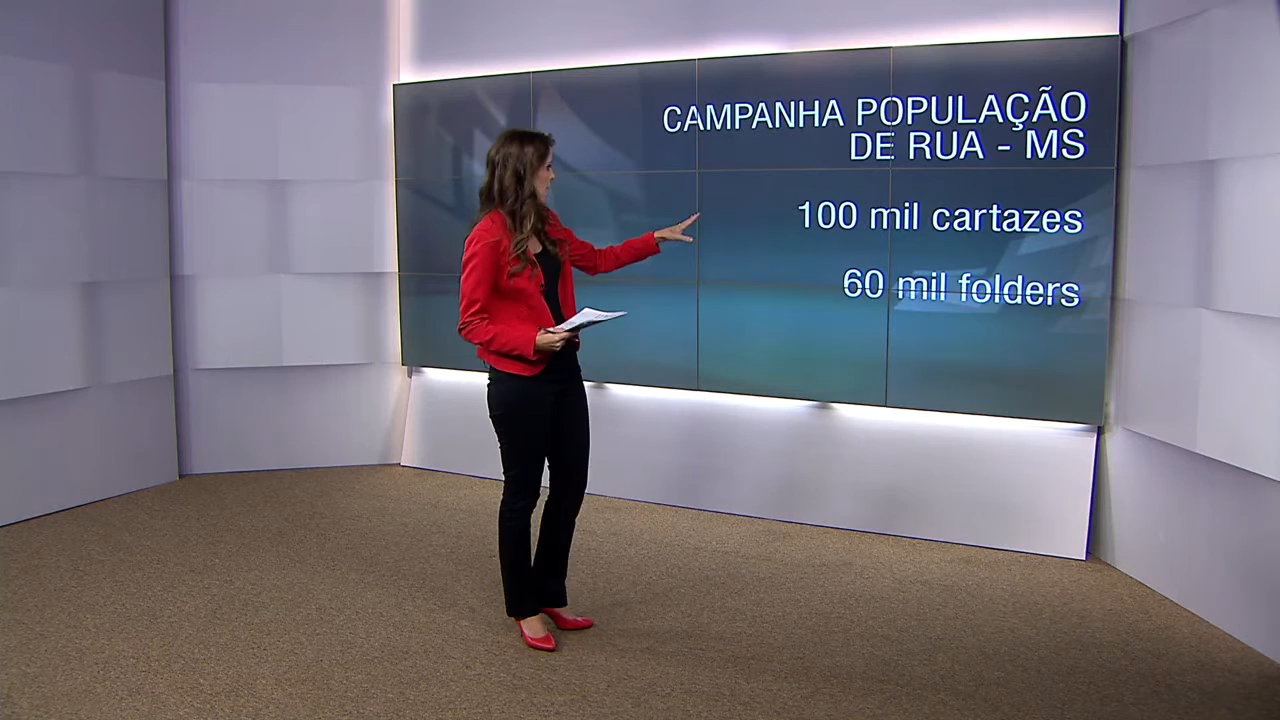 CAMPANHA POPULAÇÃO
DE RUA - MS
100 mil cartazes
60 mil folders